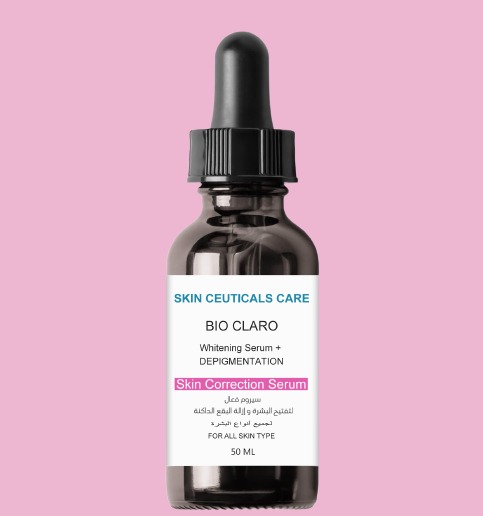 SKIN CEUTICALS CARE
BIO CLARO
Whitening Serum +
DEPIGMENTATION
Skin Correction Serum
سيروم فعال
لتفتيح البشرة و إزالة البقع الداكنة
لجميع أنواع البشرة
FOR ALL SKIN TYPE
50 ML